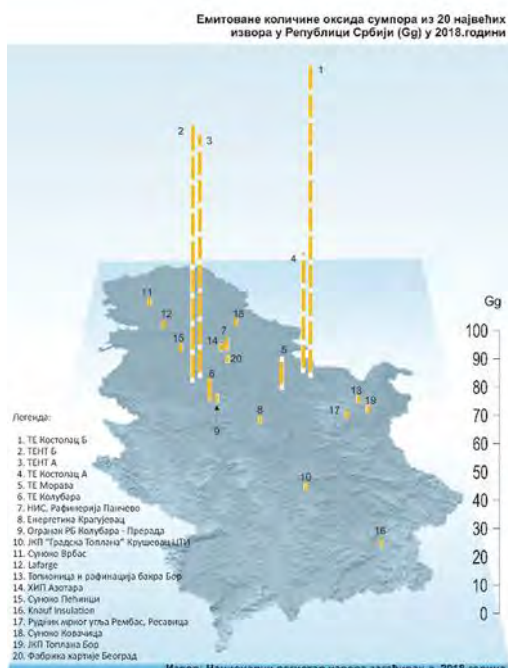 Емитоване количине оксида сумпора из 20 највећих
извора у Републици Србији (Gg) у 2018.години
1
2
3
4
11
12
18
Gg
15
14
7
20
5
100
90
6
13
19
80
Легенда:
9
8
17
70
1. ТЕ Костолац Б
2. ТЕНТ Б
3. ТЕНТ А
60
4. ТЕ Костолац А
5. ТЕ Морава
50
6. ТЕ Колубара
7. НИС, Рафинерија Панчево
10
8. Енергетика Крагујевац
40
9. Огранак РБ Колубара - Прерада
10. ЈКП "Градска Топлана" Крушевац ЦТИ
30
11. Суноко Врбас
16
12. Lafarge
13. Топионица и рафинација бакра Бор
20
14. ХИП Азотара
15. Суноко Пећинци
10
16. Knauf Insulation
17. Рудник мрког угља Рембас, Ресавица
0
18. Суноко Ковачица
19. ЈКП Топлана Бор
20. Фабрика хартије Београд